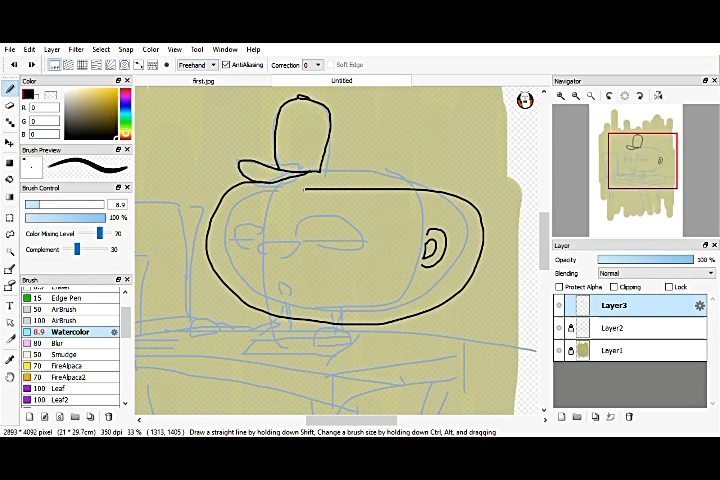 File Edit Layer Filter Select Snap Color View Tool Window Help
Freehand AntiAliasing Correction 0 Soft Edge
first.jpg Untitled
Color
R 0
G 0
B 0
Brush Preview
Brush Control
8.9
100 %
Color Mixing Level 70
Complement 30
Brush
15 Edge Pen
50 AirBrush
100 AirBrush
8.9 Watercolor
80 Blur
50 Smudge
70 FireAlpaca
70 FireAlpaca2
100 Leaf
100 Leaf2
Navigator
Layer
Opacity 100 %
Blending Normal
Protect Alpha Clipping Lock
Layer3
Layer2
Layer1
2893 * 4092 pixel (21 * 29.7cm) 350 dpi 33 % ( 1313, 1405 ) Draw a straight line by holding down Shift, Change a brush size by holding down Ctrl, Alt, and dragging